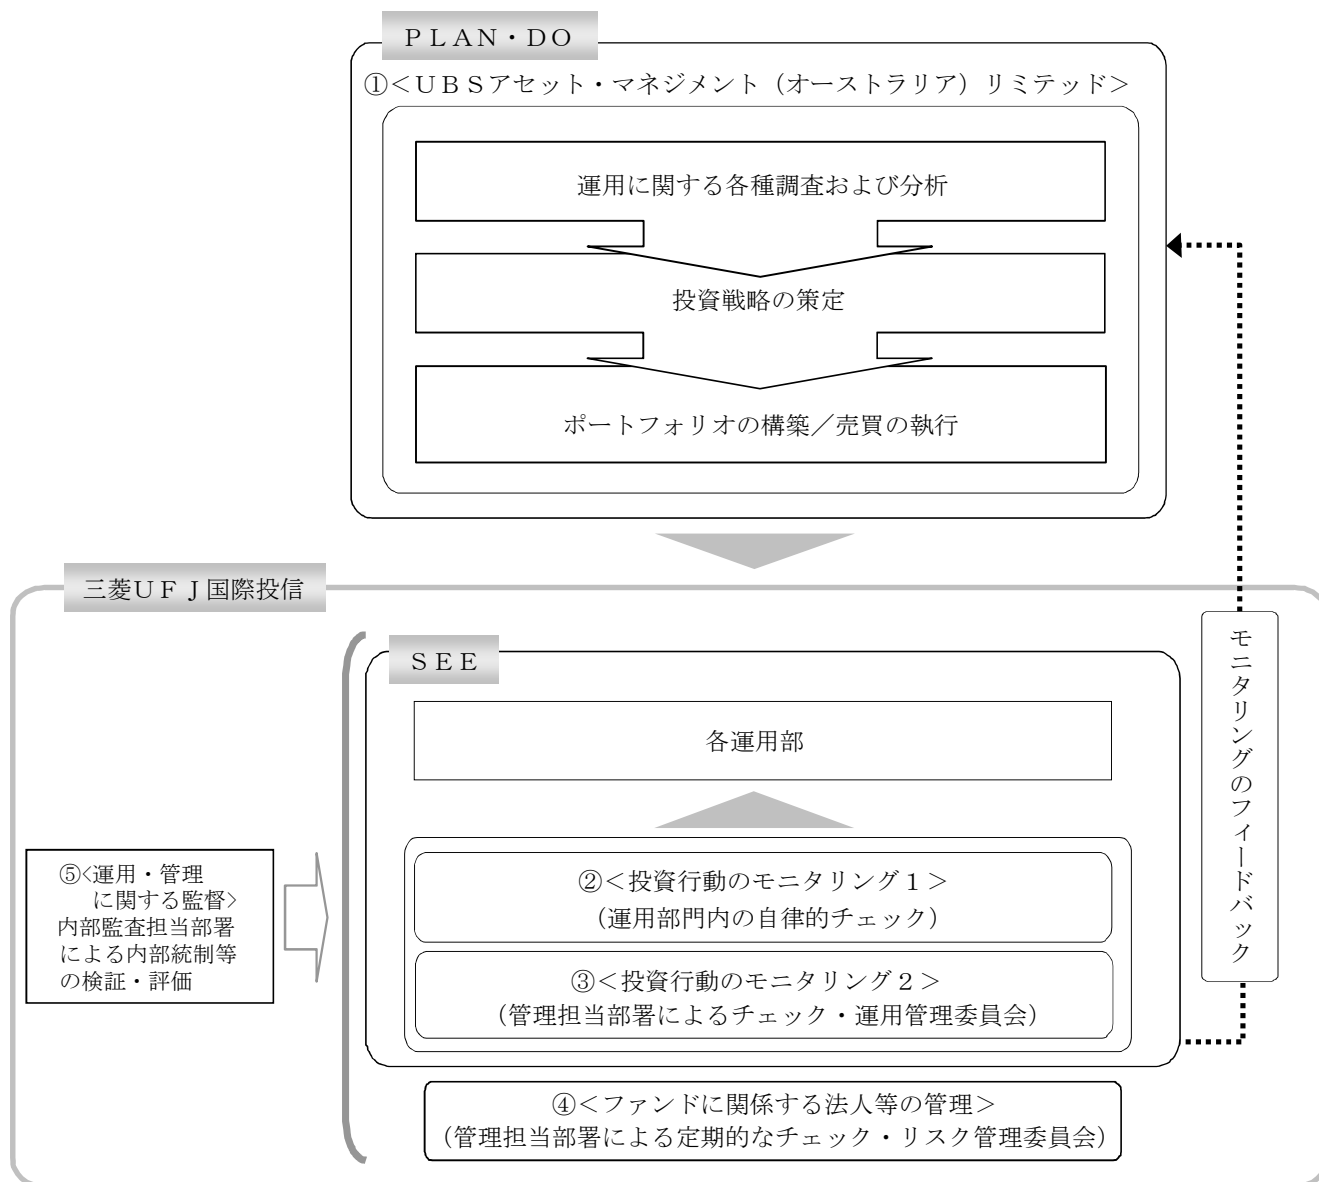 ＰＬＡＮ・ＤＯ
①＜ＵＢＳアセット・マネジメント（オーストラリア）リミテッド＞
運用に関する各種調査および分析
投資戦略の策定
ポートフォリオの構築／売買の執行
三菱ＵＦＪ国際投信
ＳＥＥ
各運用部
②＜投資行動のモニタリング１＞
（運用部門内の自律的チェック）
③＜投資行動のモニタリング２＞
（管理担当部署によるチェック・運用管理委員会）
④＜ファンドに関係する法人等の管理＞
（管理担当部署による定期的なチェック・リスク管理委員会）
⑤<運用・管理
に関する監督>
内部監査担当部署
による内部統制等
の検証・評価
モニタリングのフィードバック